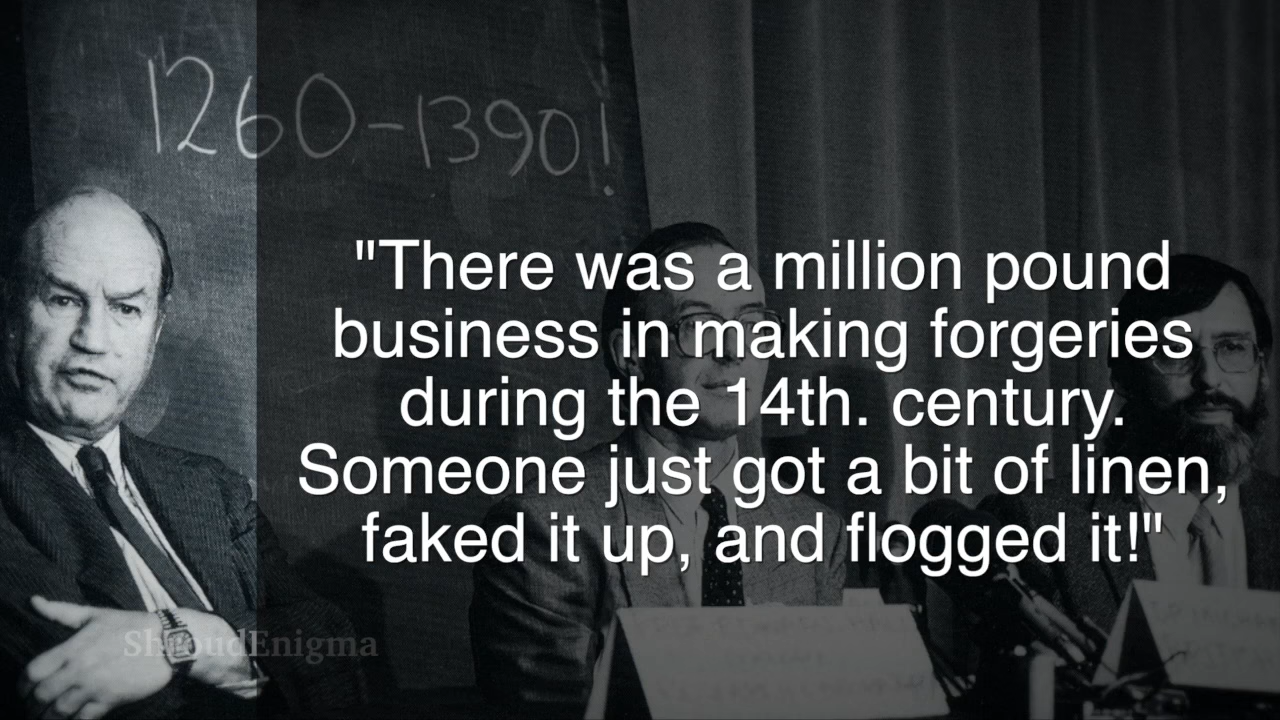 1260-1390!
"There was a million pound
business in making forgeries
during the 14th. century.
Someone just got a bit of linen,
faked it up, and flogged it!"
ShroudEnigma